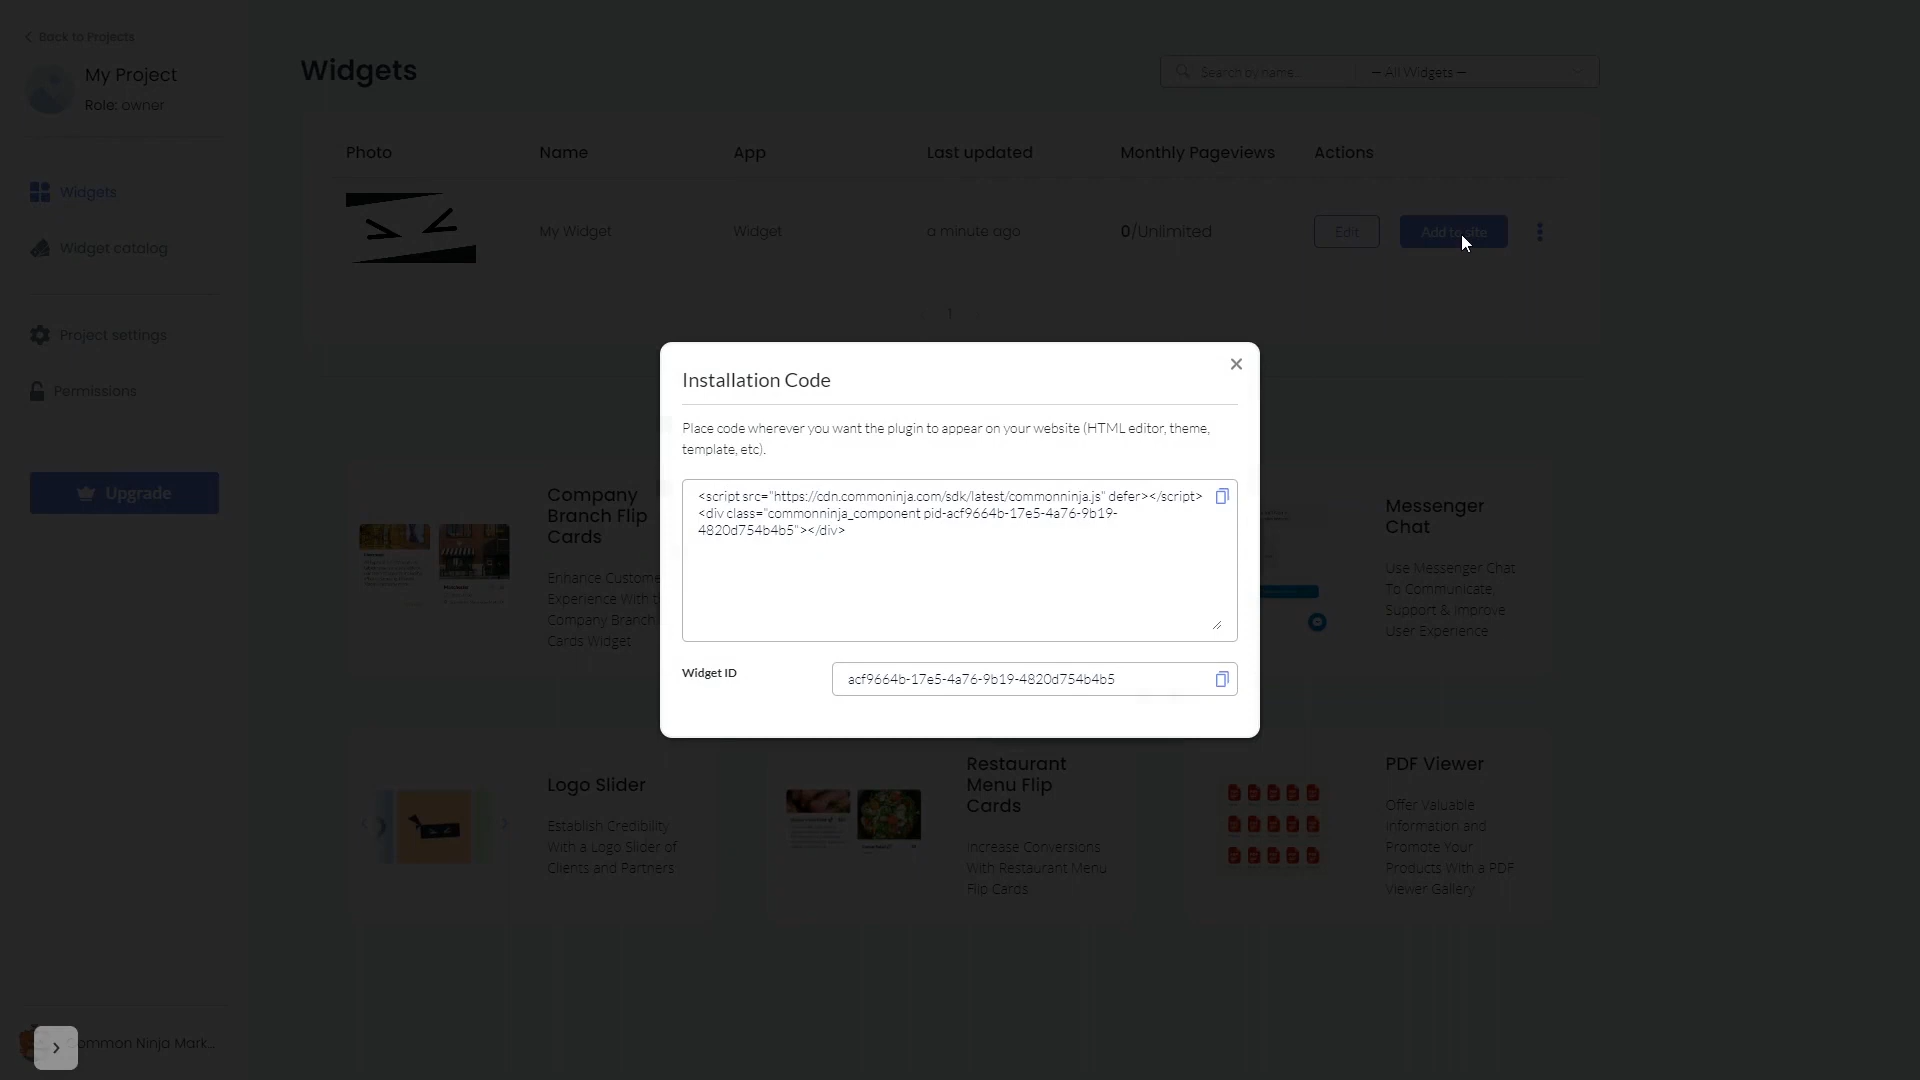 Back to Projects
My Project
Role: owner
Widgets
Widget catalog
Project settings
Permissions
Upgrade
Common Ninja Mark...
Widgets
Search by name...
— All Widgets —
Photo
Name
App
Last updated
Monthly Pageviews
Actions
My Widget
Widget
a minute ago
0/Unlimited
Edit
Add to site
1
Installation Code
Place code wherever you want the plugin to appear on your website (HTML editor, theme,
template, etc).
<script src="https://cdn.commoninja.com/sdk/latest/commonninja.js" defer></script>
<div class="commonninja_component pid-acf9664b-17e5-4a76-9b19-
4820d754b4b5"></div>
Widget ID
acf9664b-17e5-4a76-9b19-4820d754b4b5
Company
Branch Flip
Cards
Enhance Custome
Experience With t
Company Branch
Cards Widget
Messenger
Chat
Use Messenger Chat
To Communicate,
Support & Improve
User Experience
Logo Slider
Establish Credibility
With a Logo Slider of
Clients and Partners
Restaurant
Menu Flip
Cards
Increase Conversions
With Restaurant Menu
Flip Cards
PDF Viewer
Offer Valuable
Information and
Promote Your
Products With a PDF
Viewer Gallery